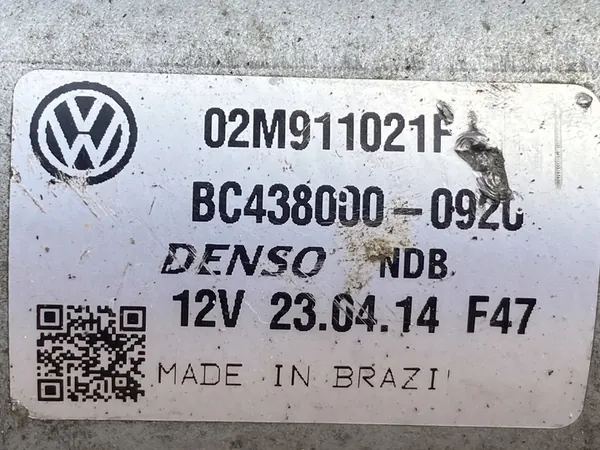 02M911021F
BC438000-0920
DENSO NDB
12V 23.04.14 F47
MADE IN BRAZI